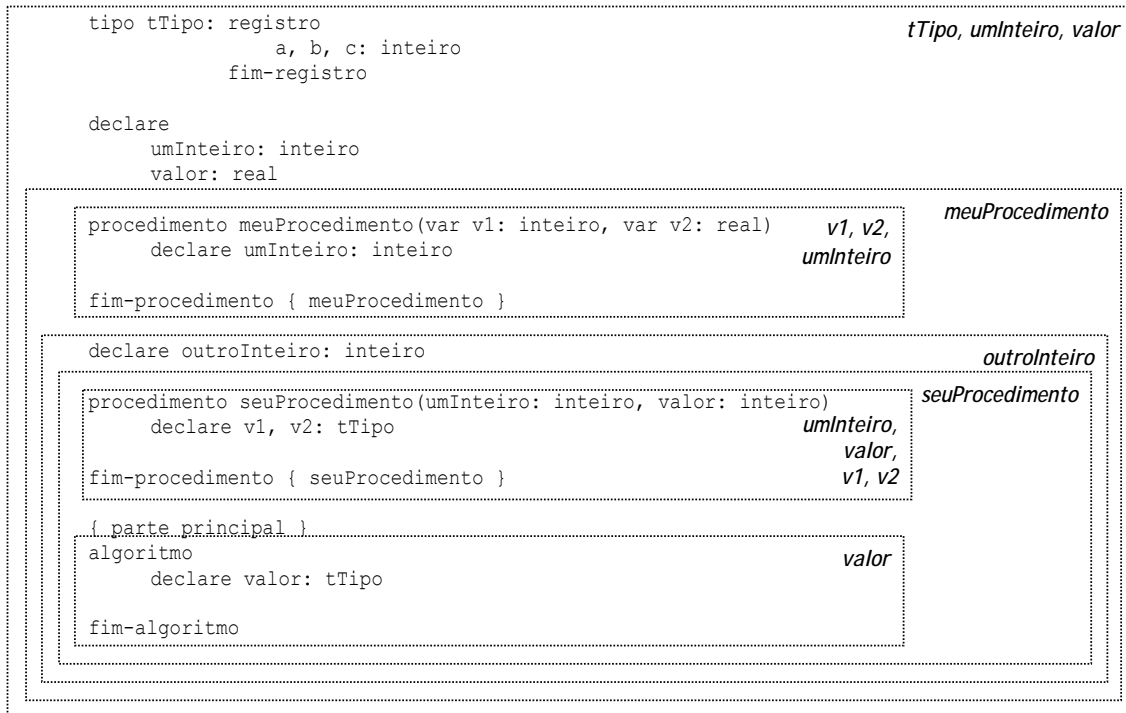 tipo tTipo: registro
tTipo, umInteiro, valor
a, b, c: inteiro
fim-registro
declare
umInteiro: inteiro
valor: real
meuProcedimento
procedimento meuProcedimento(var v1: inteiro, var v2: real)
v1, v2,
declare umInteiro: inteiro
umInteiro
fim-procedimento { meuProcedimento }
declare outroInteiro: inteiro
outroInteiro
seuProcedimento
procedimento seuProcedimento(umInteiro: inteiro, valor: inteiro)
declare v1, v2: tTipo
umInteiro,
valor,
fim-procedimento { seuProcedimento }
v1, v2
{ parte principal }
algoritmo
valor
declare valor: tTipo
fim-algoritmo